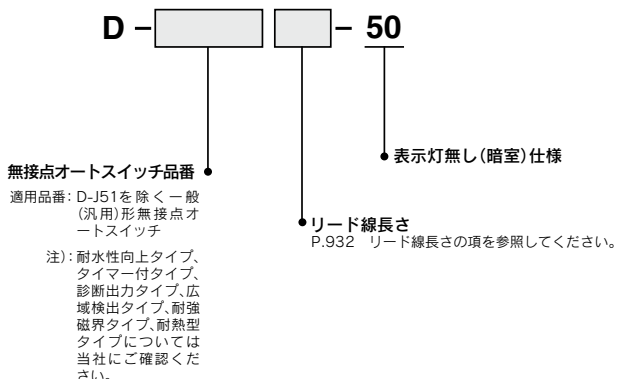 D－ － 50
表示灯無し（暗室）仕様
無接点オートスイッチ品番
適用品番：D-J51を除く一般
（汎用）形無接点オ
ートスイッチ
注）：耐水性向上タイプ、
タイマー付タイプ、
診断出力タイプ、広
域検出タイプ、耐強
磁界タイプ、耐熱型
タイプについては
当社にご確認くだ
さい。
リード線長さ
P.932　リード線長さの項を参照してください。